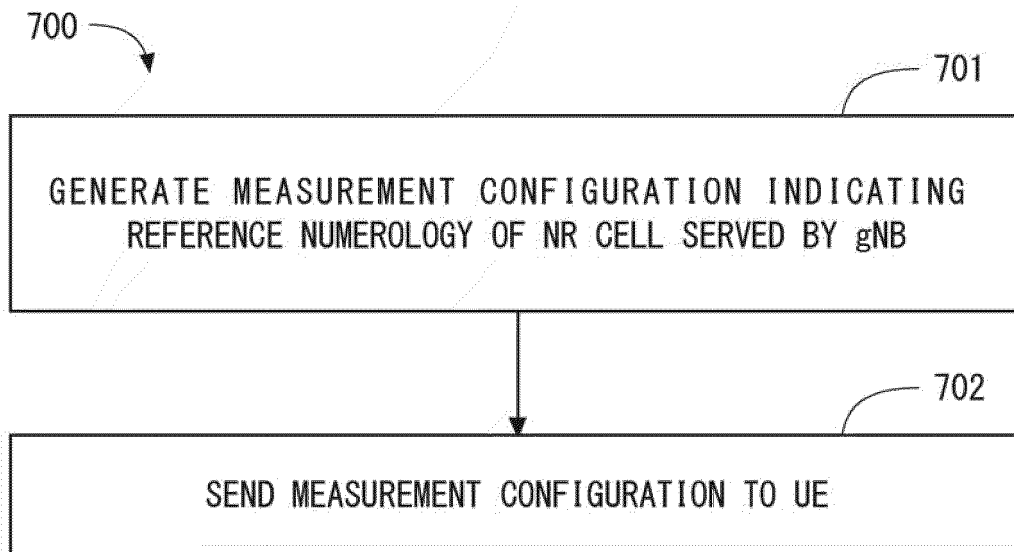 700
701
GENERATE MEASUREMENT CONFIGURATION INDICATING
REFERENCE NUMEROLOGY OF NR CELL SERVED BY gNB
702
SEND MEASUREMENT CONFIGURATION TO UE